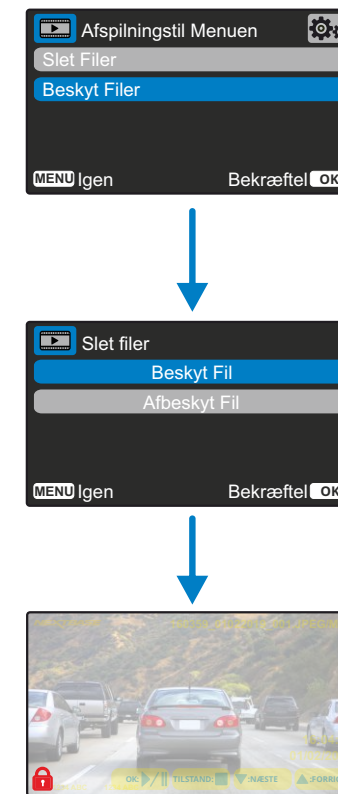 Afspilningstil Menuen
Slet Filer
Beskyt Filer
MENU Igen Bekræftel OK
Slet filer
Beskyt Fil
Afbeskyt Fil
MENU Igen Bekræftel OK
OK: TILSTAND: :NÆSTE